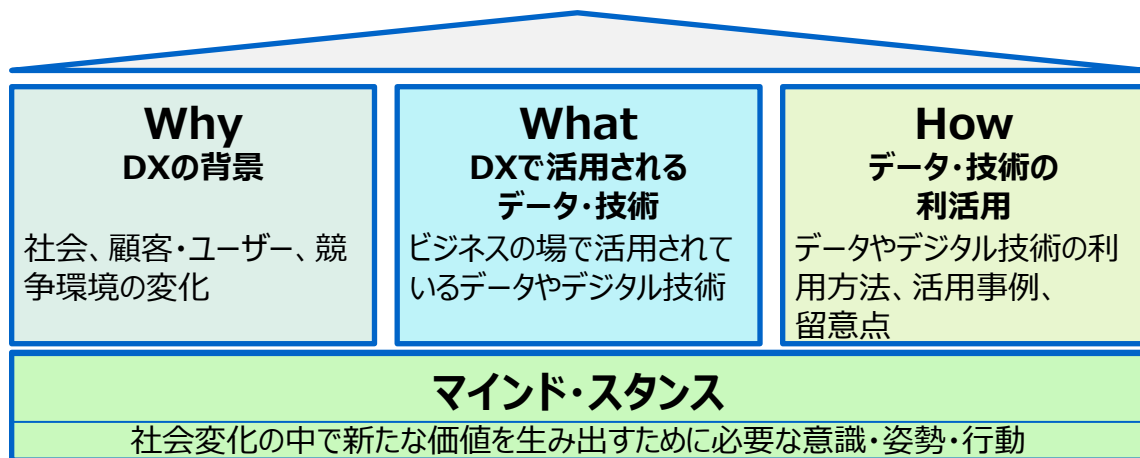 Why
DXの背景
社会、顧客・ユーザー、競
争環境の変化
What
DXで活用される
データ・技術
ビジネスの場で活用されて
いるデータやデジタル技術
How
データ・技術の
利活用
データやデジタル技術の利
用方法、活用事例、
留意点
マインド・スタンス
社会変化の中で新たな価値を生み出すために必要な意識・姿勢・行動